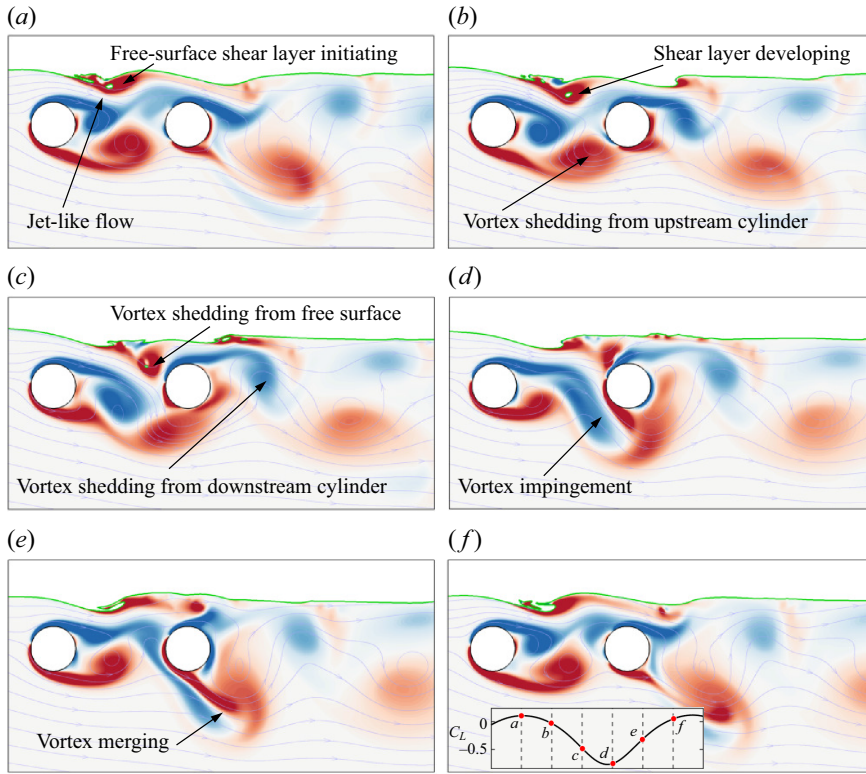 (a)
Free-surface shear layer initiating
Jet-like flow
(b)
Shear layer developing
Vortex shedding from upstream cylinder
(c)
Vortex shedding from free surface
Vortex shedding from downstream cylinder
(d)
Vortex impingement
(e)
Vortex merging
(f)
0
C_L
−0.5
a
b
c
d
e
f